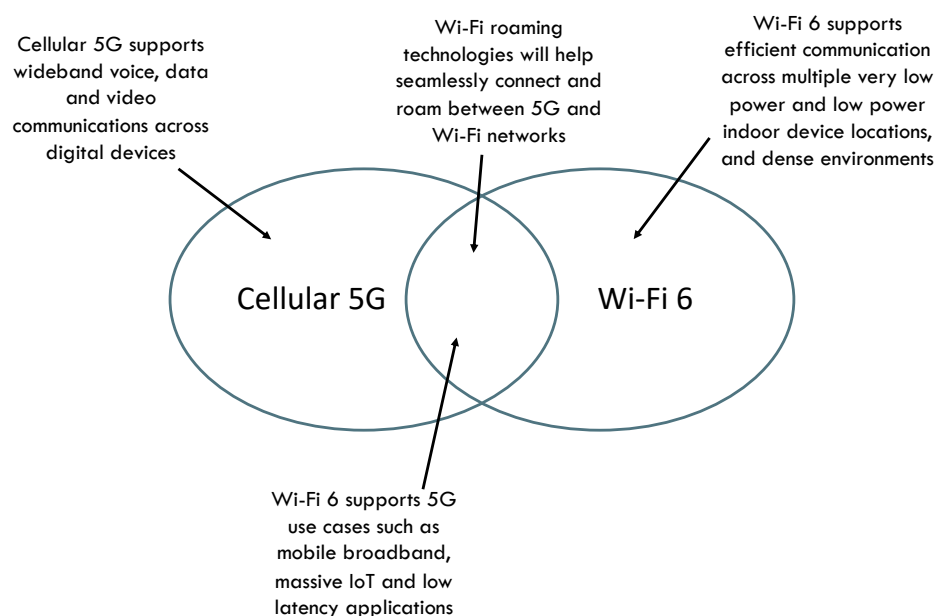 Cellular 5G supports
wideband voice, data
and video
communications across
digital devices
Wi-Fi roaming
technologies will help
seamlessly connect and
roam between 5G and
Wi-Fi networks
Wi-Fi 6 supports
efficient communication
across multiple very low
power and low power
indoor device locations,
and dense environments
Cellular 5G
Wi-Fi 6
Wi-Fi 6 supports 5G
use cases such as
mobile broadband,
massive IoT and low
latency applications